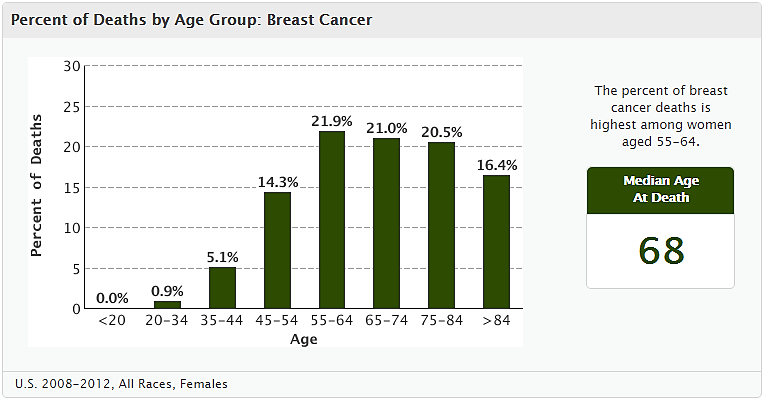 Percent of Deaths by Age Group: Breast Cancer
30
25
20
15
10
5
0
Percent of Deaths
0.0%
0.9%
5.1%
14.3%
21.9%
21.0%
20.5%
16.4%
<20 20-34 35-44 45-54 55-64 65-74 75-84 >84
Age
The percent of breast
cancer deaths is
highest among women
aged 55-64.
Median Age
At Death
68
U.S. 2008-2012, All Races, Females